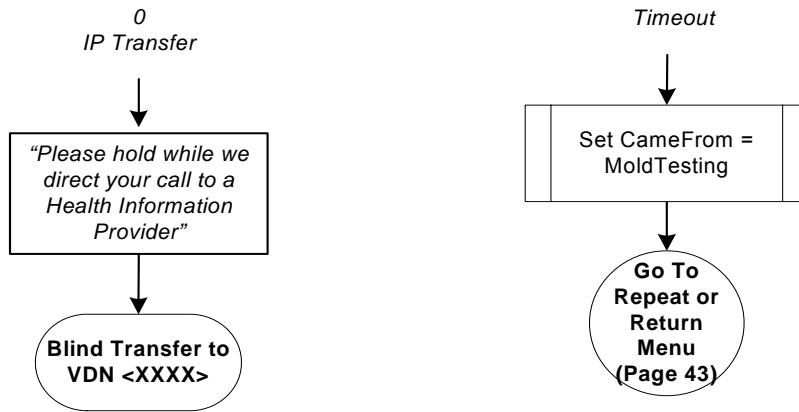 0
IP Transfer
“Please hold while we
direct your call to a
Health Information
Provider”
Blind Transfer to
VDN <XXXX>
Timeout
Set CameFrom =
MoldTesting
Go To
Repeat or
Return
Menu
(Page 43)